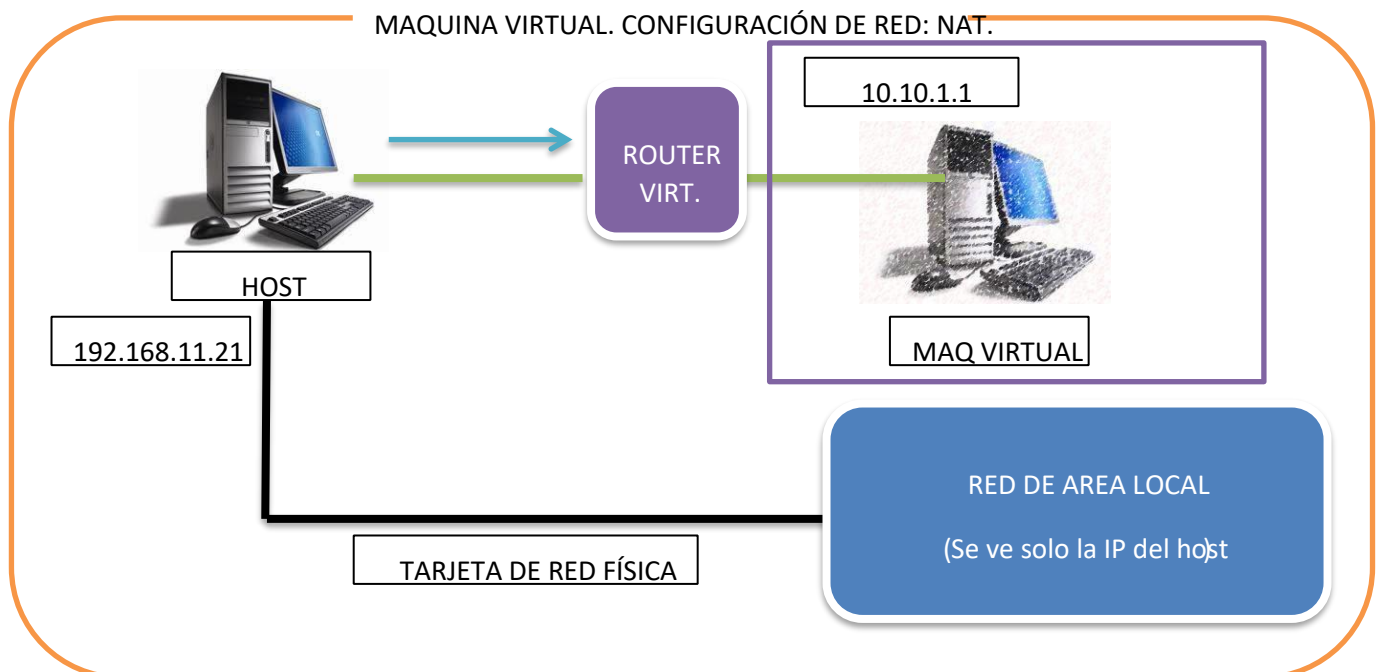 MAQUINA VIRTUAL. CONFIGURACIÓN DE RED: NAT.
10.10.1.1
ROUTER
VIRT.
HOST
192.168.11.21
MAQ VIRTUAL
RED DE AREA LOCAL
(Se ve solo la IP del host)
TARJETA DE RED FÍSICA